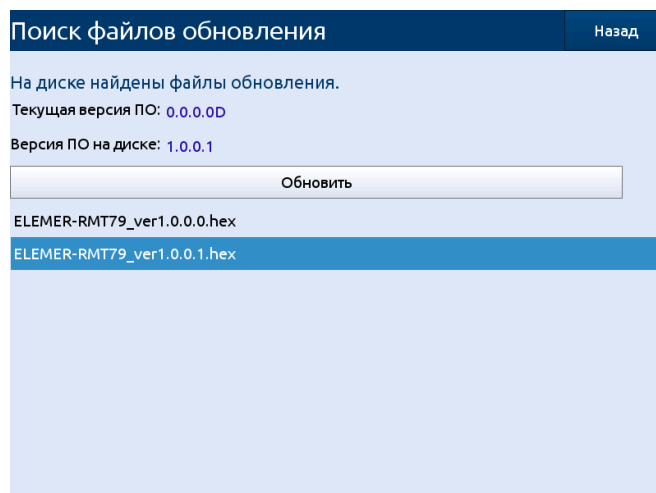 Поиск файлов обновления
Назад
На диске найдены файлы обновления.
Текущая версия ПО: 0.0.0.0D
Версия ПО на диске: 1.0.0.1
Обновить
ELEMER-RMT79_ver1.0.0.0.hex
ELEMER-RMT79_ver1.0.0.1.hex